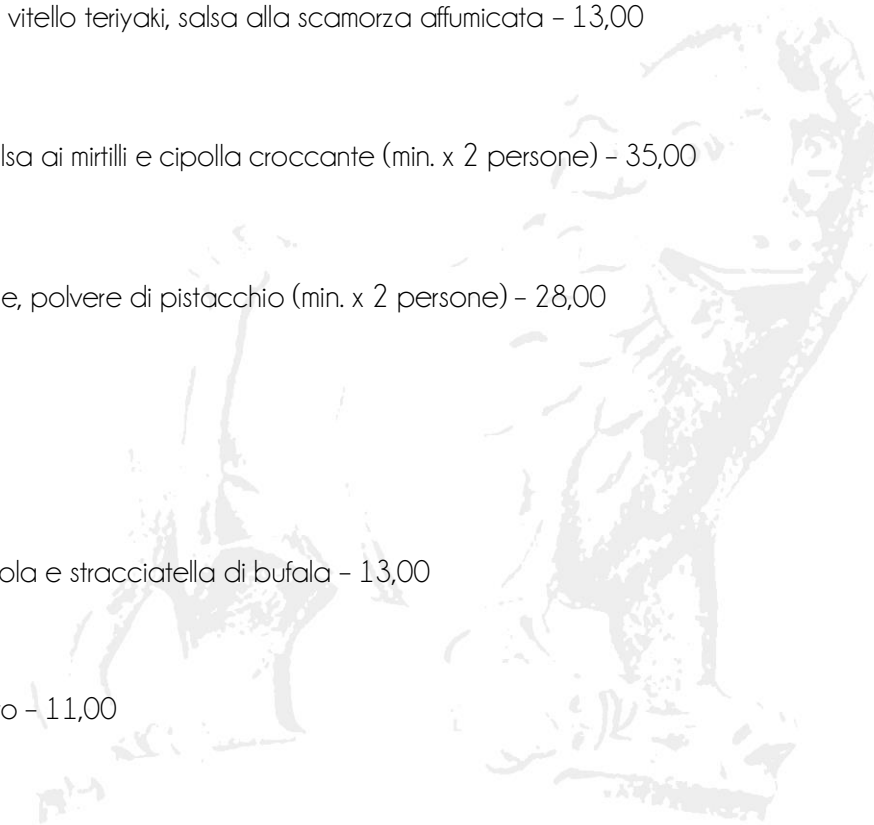 vitello teriyaki, salsa alla scamorza affumicata – 13,00
lsa ai mirtilli e cipolla croccante (min. x 2 persone) – 35,00
e, polvere di pistacchio (min. x 2 persone) – 28,00
ola e stracciatella di bufala – 13,00
o – 11,00